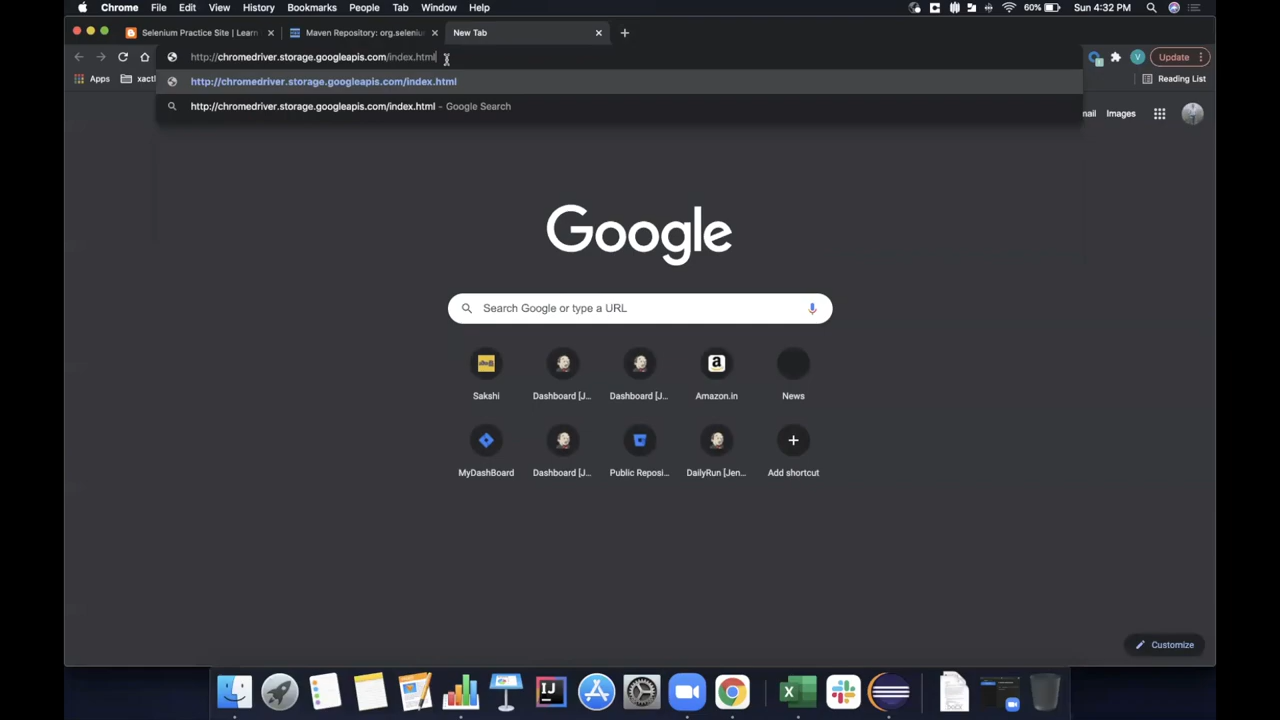 Chrome File Edit View History Bookmarks People Tab Window Help 60% Sun 4:32 PM
Selenium Practice Site | Learn Maven Repository: org.seleniu New Tab
http://chromedriver.storage.googleapis.com/index.html Update
Apps xactl http://chromedriver.storage.googleapis.com/index.html Reading List
http://chromedriver.storage.googleapis.com/index.html - Google Search mail Images
Google
Search Google or type a URL
Sakshi Dashboard [J... Dashboard [J... Amazon.in News
MyDashBoard Dashboard [J... Public Reposi... DailyRun [Jen... Add shortcut
Customize